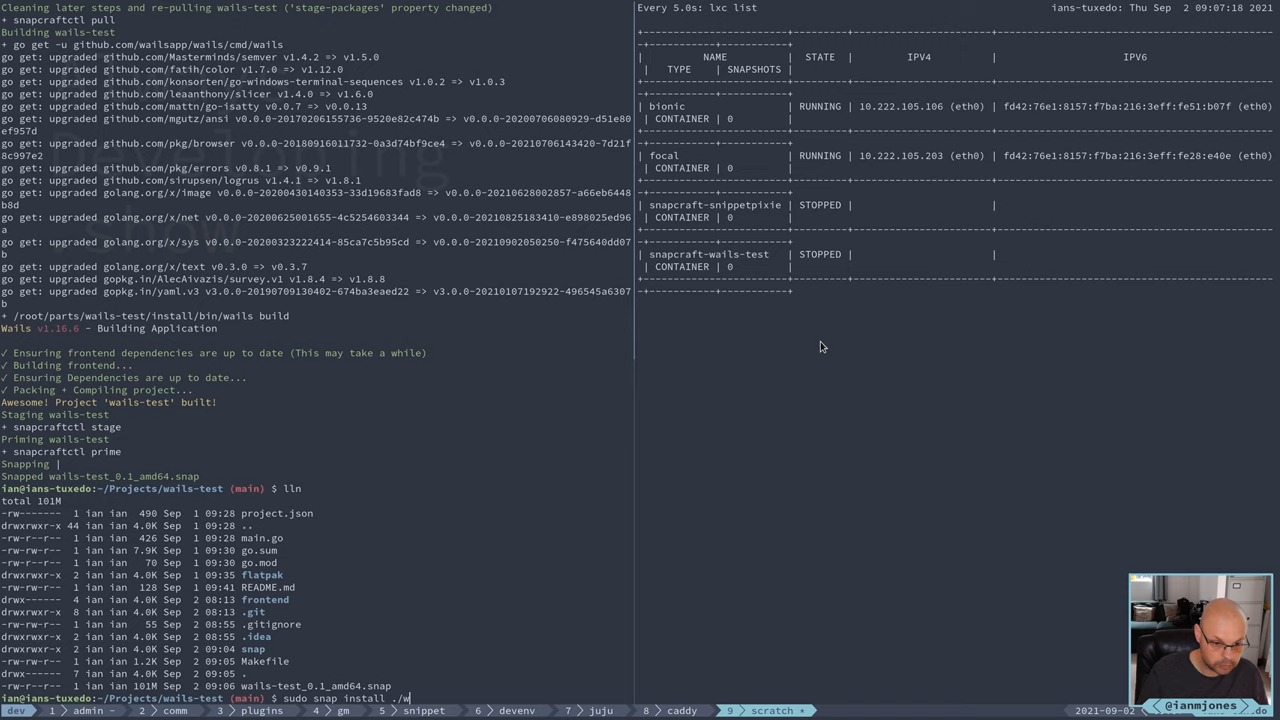 Cleaning later steps and re-pulling wails-test ('stage-packages' property changed)
+ snapcraftctl pull
Building wails-test
+ go get -u github.com/wailsapp/wails/cmd/wails
go get: upgraded github.com/Masterminds/semver v1.4.2 => v1.5.0
go get: upgraded github.com/fatih/color v1.7.0 => v1.12.0
go get: upgraded github.com/konsorten/go-windows-terminal-sequences v1.0.2 => v1.0.3
go get: upgraded github.com/leaanthony/slicer v1.4.0 => v1.6.0
go get: upgraded github.com/mattn/go-isatty v0.0.7 => v0.0.13
go get: upgraded github.com/mgutz/ansi v0.0.0-20170206155736-9520e82c474b => v0.0.0-20200706080929-d51e80
ef957d
go get: upgraded github.com/pkg/browser v0.0.0-20180916011732-0a3d74bf9ce4 => v0.0.0-20210706143420-7d21f
8c997e2
go get: upgraded github.com/pkg/errors v0.8.1 => v0.9.1
go get: upgraded github.com/sirupsen/logrus v1.4.1 => v1.8.1
go get: upgraded golang.org/x/image v0.0.0-20200430140353-33d19683fad8 => v0.0.0-20210628002857-a66eb6448
b8d
go get: upgraded golang.org/x/net v0.0.0-20200625001655-4c5254603344 => v0.0.0-20210825183410-e898025ed96
a
go get: upgraded golang.org/x/sys v0.0.0-20200323222414-85ca7c5b95cd => v0.0.0-20210902050250-f475640dd07
b
go get: upgraded golang.org/x/text v0.3.0 => v0.3.7
go get: upgraded gopkg.in/AlecAivazis/survey.v1 v1.8.4 => v1.8.8
go get: upgraded gopkg.in/yaml.v3 v3.0.0-20190709130402-674ba3eaed22 => v3.0.0-20210107192922-496545a6307
b
+ /root/parts/wails-test/install/bin/wails build
Wails v1.16.6 - Building Application
✓ Ensuring frontend dependencies are up to date (This may take a while)
✓ Building frontend...
✓ Ensuring Dependencies are up to date...
✓ Packing + Compiling project...
Awesome! Project 'wails-test' built!
Staging wails-test
+ snapcraftctl stage
Priming wails-test
+ snapcraftctl prime
Snapping |
Snapped wails-test_0.1_amd64.snap
ian@ians-tuxedo:~/Projects/wails-test (main) $ lln
total 101M
-rw------- 1 ian ian 490 Sep 1 09:28 project.json
drwxrwxr-x 44 ian ian 4.0K Sep 1 09:28 ..
-rw-r--r-- 1 ian ian 426 Sep 1 09:28 main.go
-rw-rw-r-- 1 ian ian 7.9K Sep 1 09:30 go.sum
-rw-rw-r-- 1 ian ian 70 Sep 1 09:30 go.mod
drwxrwxr-x 2 ian ian 4.0K Sep 1 09:35 flatpak
-rw-rw-r-- 1 ian ian 128 Sep 1 09:41 README.md
drwxrwxr-x 4 ian ian 4.0K Sep 2 08:13 frontend
drwxrwxr-x 8 ian ian 4.0K Sep 2 08:13 .git
-rw-rw-r-- 1 ian ian 55 Sep 2 08:55 .gitignore
drwxrwxr-x 2 ian ian 4.0K Sep 2 08:55 .idea
drwxrwxr-x 2 ian ian 4.0K Sep 2 09:04 snap
-rw-rw-r-- 1 ian ian 1.2K Sep 2 09:05 Makefile
drwx------ 7 ian ian 4.0K Sep 2 09:05 .
-rw-r--r-- 1 ian ian 101M Sep 2 09:06 wails-test_0.1_amd64.snap
ian@ians-tuxedo:~/Projects/wails-test (main) $ sudo snap install ./w
Every 5.0s: lxc list ians-tuxedo: Thu Sep 2 09:07:18 2021
| NAME | STATE | IPV4 | IPV6
| TYPE | SNAPSHOTS |
| bionic | RUNNING | 10.222.105.106 (eth0) | fd42:76e1:8157:f7ba:216:3eff:fe51:b07f (eth0)
| CONTAINER | 0 |
| focal | RUNNING | 10.222.105.203 (eth0) | fd42:76e1:8157:f7ba:216:3eff:fe28:e40e (eth0)
| CONTAINER | 0 |
| snapcraft-snippetpixie | STOPPED | |
| CONTAINER | 0 |
| snapcraft-wails-test | STOPPED | |
| CONTAINER | 0 |
Developing
show
dev 1 admin - 2 comm 3 plugins 4 gm 5 snippet 6 devenv 7 juju 8 caddy 9 scratch * 2021-09-02
< @ianmjones >